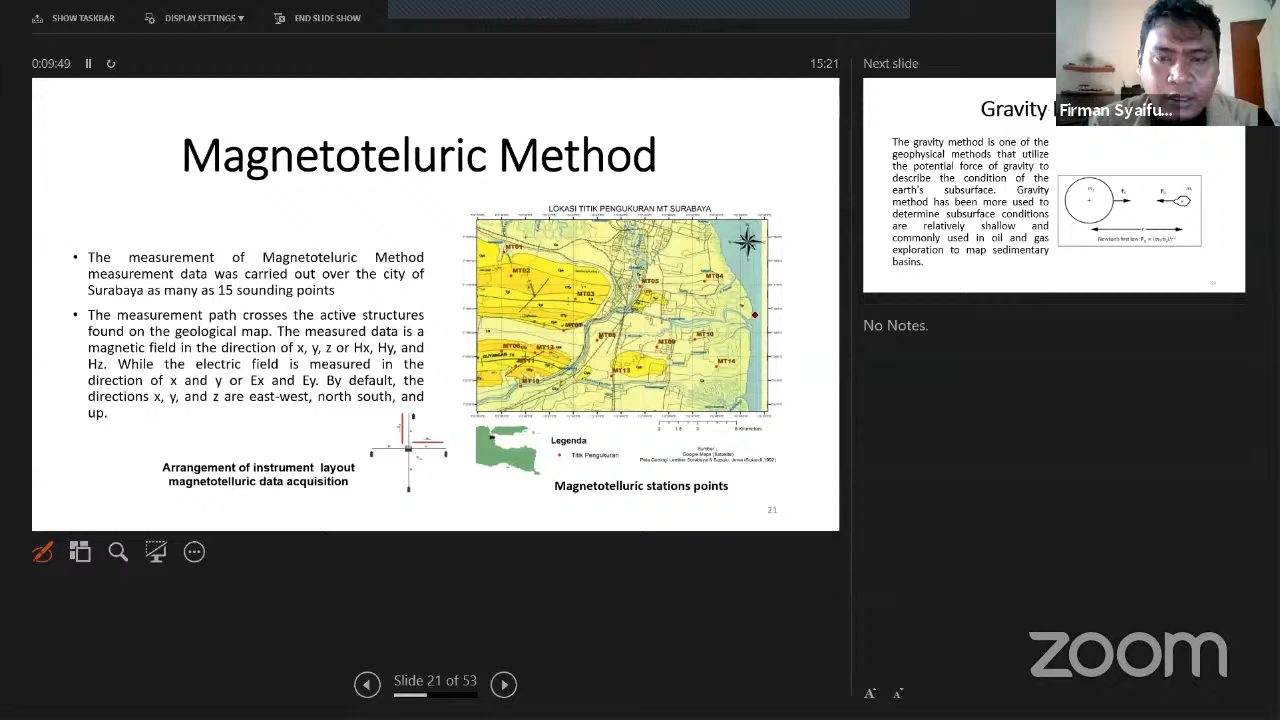 SHOW TASKBAR
DISPLAY SETTINGS ▼
END SLIDE SHOW
0:09:49
15:21
Next slide
Firman Syaifu...
Magnetoteluric Method
• The measurement of Magnetoteluric Method
measurement data was carried out over the city of
Surabaya as many as 15 sounding points
• The measurement path crosses the active structures
found on the geological map. The measured data is a
magnetic field in the direction of x, y, z or Hx, Hy, and
Hz. While the electric field is measured in the
direction of x and y or Ex and Ey. By default, the
directions x, y, and z are east-west, north south, and
up.
Arrangement of instrument layout
magnetotelluric data acquisition
LOKASI TITIK PENGUKURAN MT SURABAYA
MT01
MT02
MT03
MT04
MT05
MT14
MT13
Legenda
Titik Pengukuran
Sumber :
Google Maps (Satelite)
Magnetotelluric stations points
21
Gravity
The gravity method is one of the
geophysical methods that utilize
the potential force of gravity to
describe the condition of the
earth's subsurface. Gravity
method has been more used to
determine subsurface conditions
are relatively shallow and
commonly used in oil and gas
exploration to map sedimentary
basins.
No Notes.
Slide 21 of 53
A A
zoom